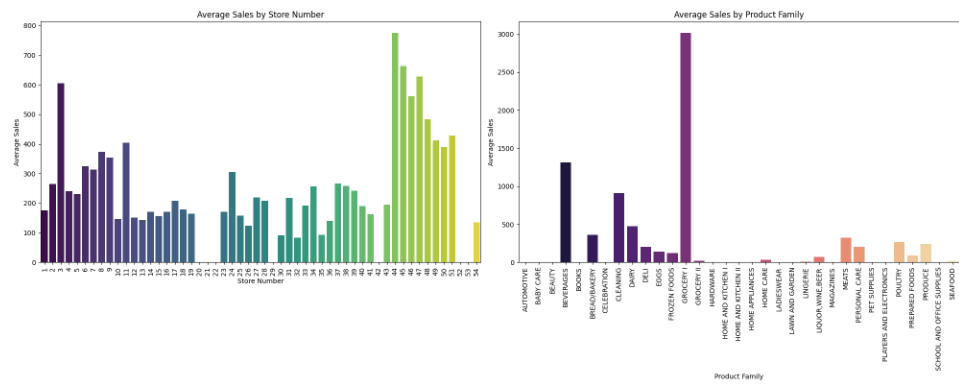 Average Sales by Store Number
800
700
600
500
400
300
200
100
0
Average Sales
1 2 3 4 5 6 7 8 9 10 11 12 13 14 15 16 17 18 19 20 21 22 23 24 25 26 27 28 29 30 31 32 33 34 35 36 37 38 39 40 41 42 43 44 45 46 47 48 49 50 51 52 53 54
Store Number
Average Sales by Product Family
3000
2500
2000
1500
1000
500
0
Average Sales
AUTOMOTIVE
BABY CARE
BEAUTY
BEVERAGES
BOOKS
BREAD/BAKERY
CELEBRATION
CLEANING
DAIRY
DELI
EGGS
FROZEN FOODS
GROCERY I
GROCERY II
HARDWARE
HOME AND KITCHEN I
HOME AND KITCHEN II
HOME APPLIANCES
HOME CARE
LADIESWEAR
LAWN AND GARDEN
LINGERIE
LIQUOR,WINE,BEER
MAGAZINES
MEATS
PERSONAL CARE
PET SUPPLIES
PLAYERS AND ELECTRONICS
POULTRY
PREPARED FOODS
PRODUCE
SCHOOL AND OFFICE SUPPLIES
SEAFOOD
Product Family